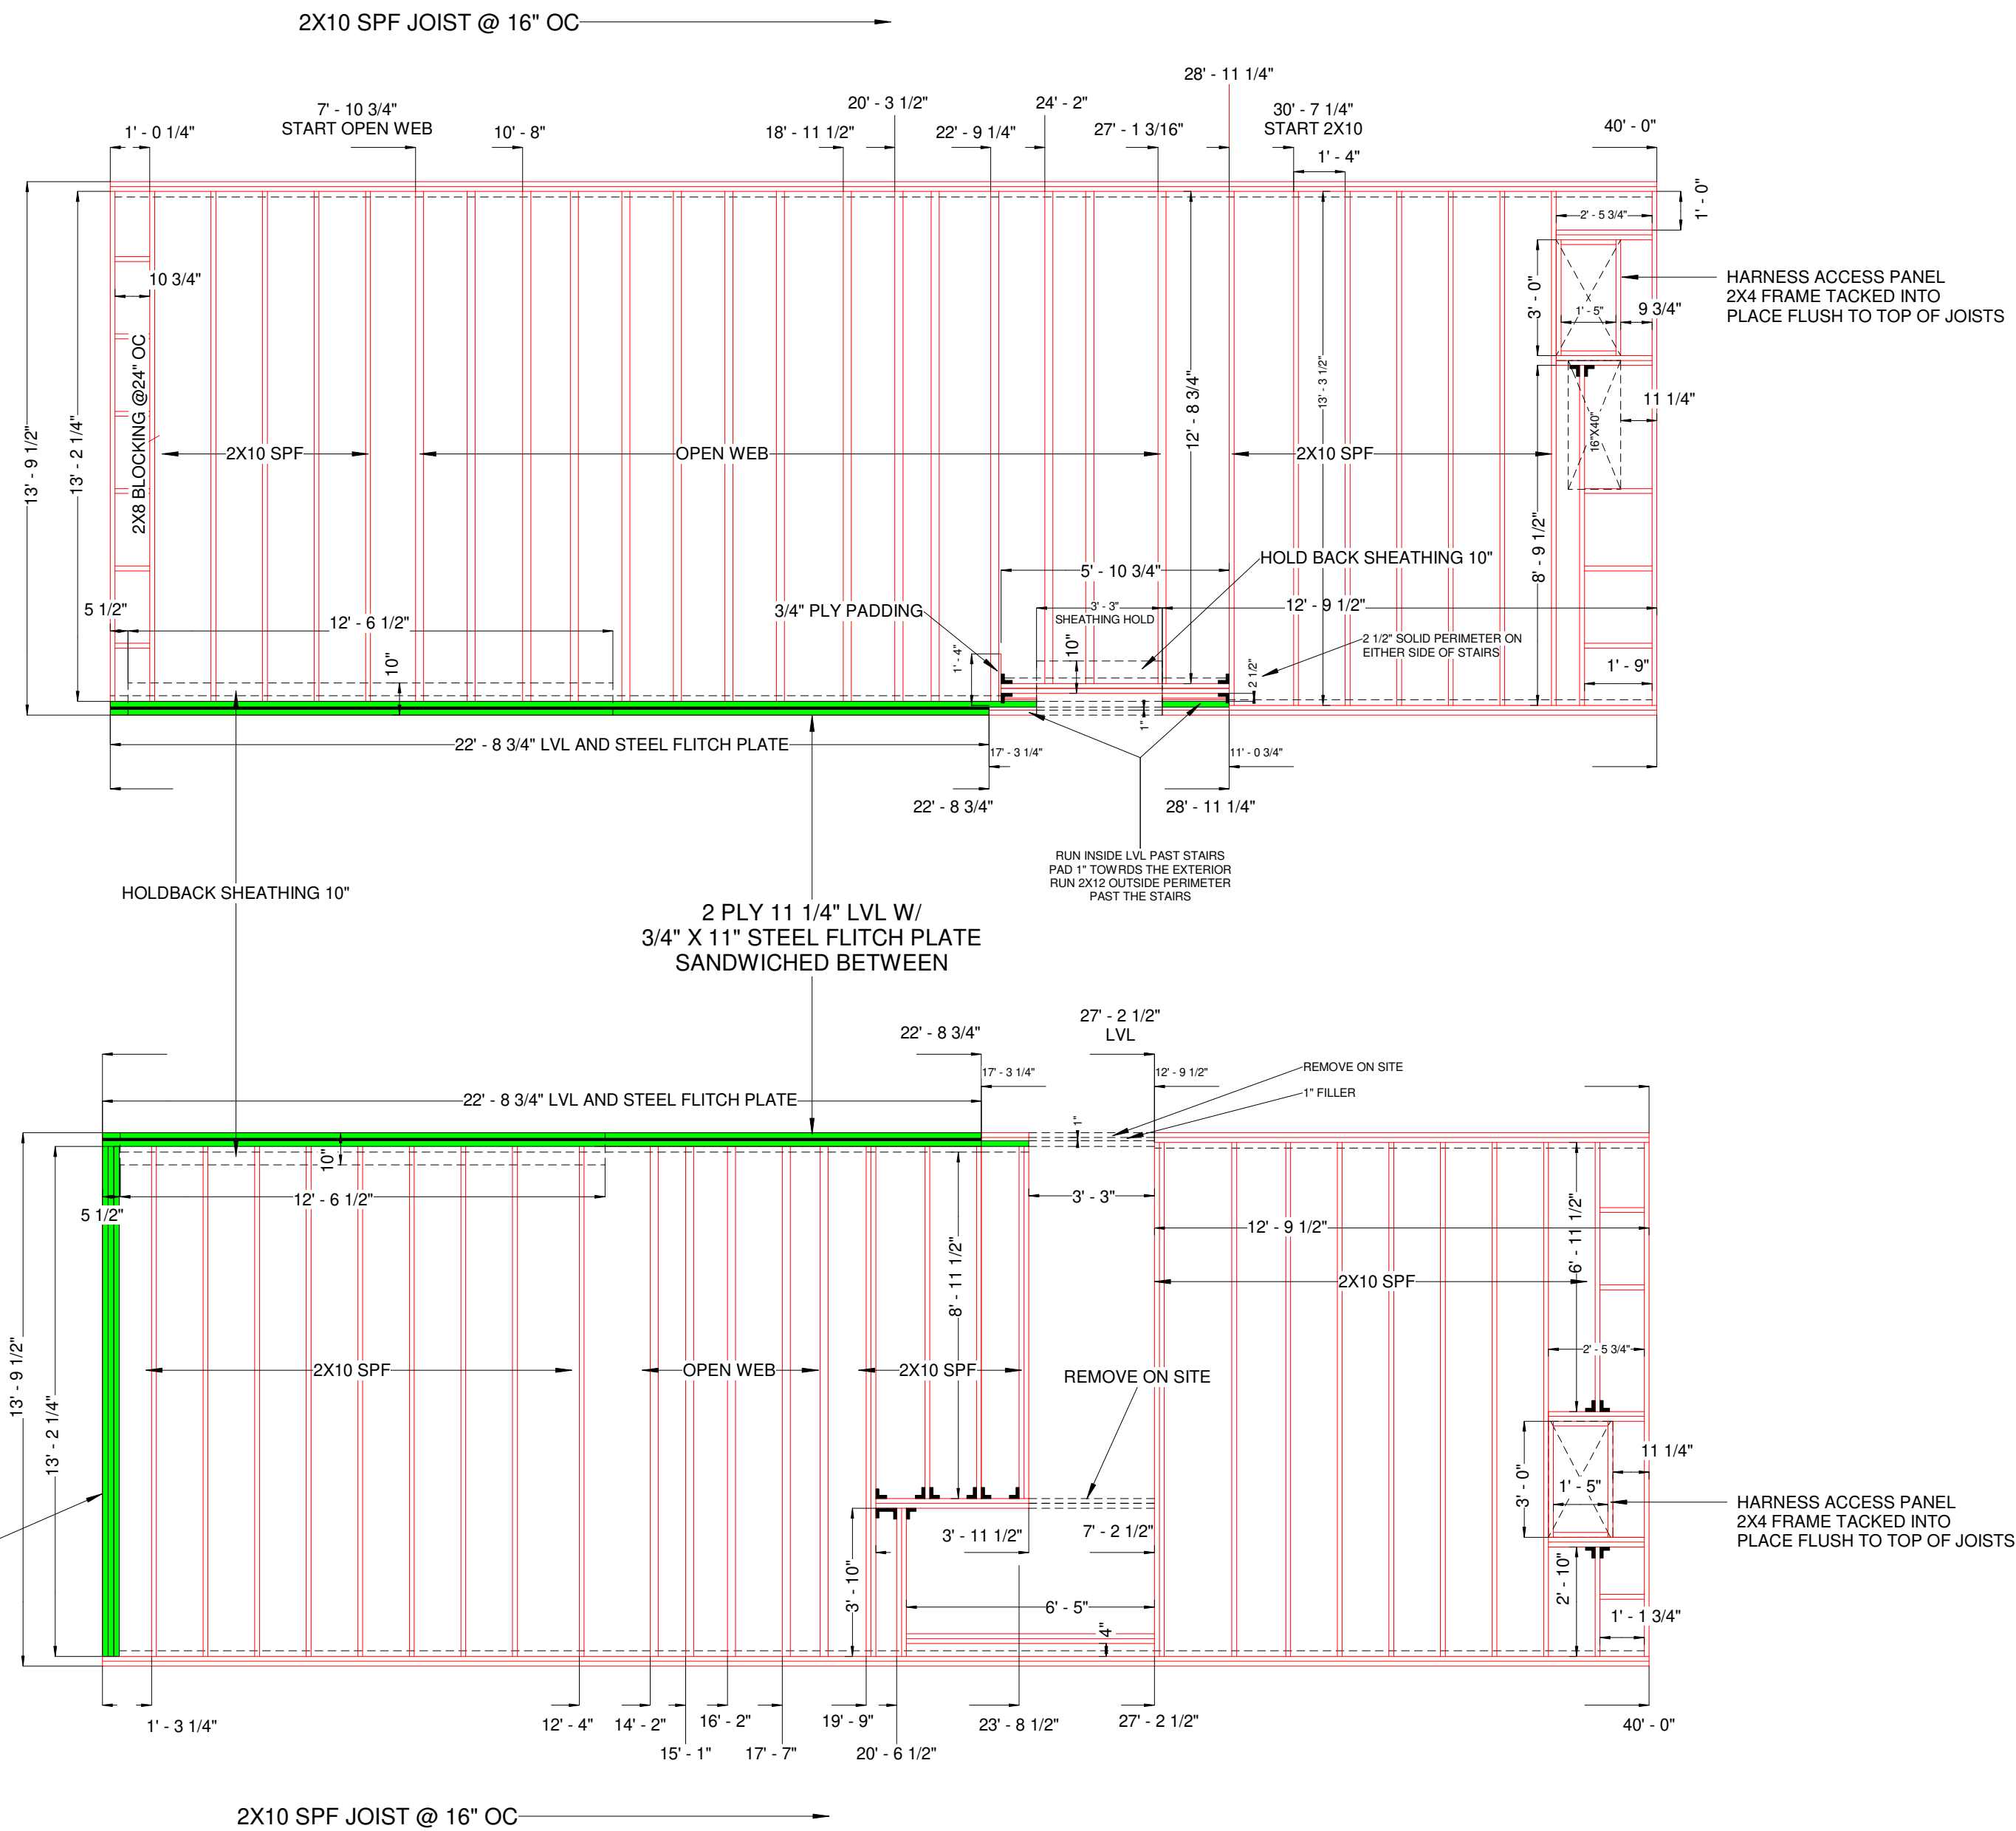 2X10 SPF JOIST @ 16" OC
28' - 11 1/4"
20' - 3 1/2"
24' - 2"
7' - 10 3/4"
START OPEN WEB
30' - 7 1/4"
START 2X10
1' - 0 1/4"
10' - 8"
18' - 11 1/2"
22' - 9 1/4"
27' - 1 3/16"
40' - 0"
1' - 4"
1' - 0"
2' - 5 3/4"
10 3/4"
3' - 0"
1' - 5"
9 3/4"
HARNESS ACCESS PANEL
2X4 FRAME TACKED INTO
PLACE FLUSH TO TOP OF JOISTS
13' - 9 1/2"
13' - 2 1/4"
2X8 BLOCKING @24" OC
12' - 8 3/4"
13' - 3 1/2"
11 1/4"
16"X40"
2X10 SPF
OPEN WEB
2X10 SPF
8' - 9 1/2"
HOLD BACK SHEATHING 10"
5' - 10 3/4"
5 1/2"
12' - 6 1/2"
3/4" PLY PADDING
3' - 3"
SHEATHING HOLD
12' - 9 1/2"
2 1/2" SOLID PERIMETER ON
EITHER SIDE OF STAIRS
10"
1' - 4"
10"
2 1/2"
1' - 9"
1"
22' - 8 3/4" LVL AND STEEL FLITCH PLATE
17' - 3 1/4"
11' - 0 3/4"
22' - 8 3/4"
28' - 11 1/4"
RUN INSIDE LVL PAST STAIRS
PAD 1" TOWRDS THE EXTERIOR
RUN 2X12 OUTSIDE PERIMETER
PAST THE STAIRS
HOLDBACK SHEATHING 10"
2 PLY 11 1/4" LVL W/
3/4" X 11" STEEL FLITCH PLATE
SANDWICHED BETWEEN
27' - 2 1/2"
LVL
22' - 8 3/4"
17' - 3 1/4"
12' - 9 1/2"
REMOVE ON SITE
1" FILLER
22' - 8 3/4" LVL AND STEEL FLITCH PLATE
1"
10"
12' - 6 1/2"
5 1/2"
3' - 3"
12' - 9 1/2"
6' - 11 1/2"
8' - 11 1/2"
2X10 SPF
13' - 9 1/2"
13' - 2 1/4"
2X10 SPF
OPEN WEB
2X10 SPF
REMOVE ON SITE
2' - 5 3/4"
11 1/4"
3' - 0"
1' - 5"
HARNESS ACCESS PANEL
2X4 FRAME TACKED INTO
PLACE FLUSH TO TOP OF JOISTS
3' - 11 1/2"
7' - 2 1/2"
3' - 10"
2' - 10"
6' - 5"
4"
1' - 1 3/4"
1' - 3 1/4"
12' - 4"
14' - 2"
16' - 2"
19' - 9"
23' - 8 1/2"
27' - 2 1/2"
40' - 0"
15' - 1"
17' - 7"
20' - 6 1/2"
2X10 SPF JOIST @ 16" OC